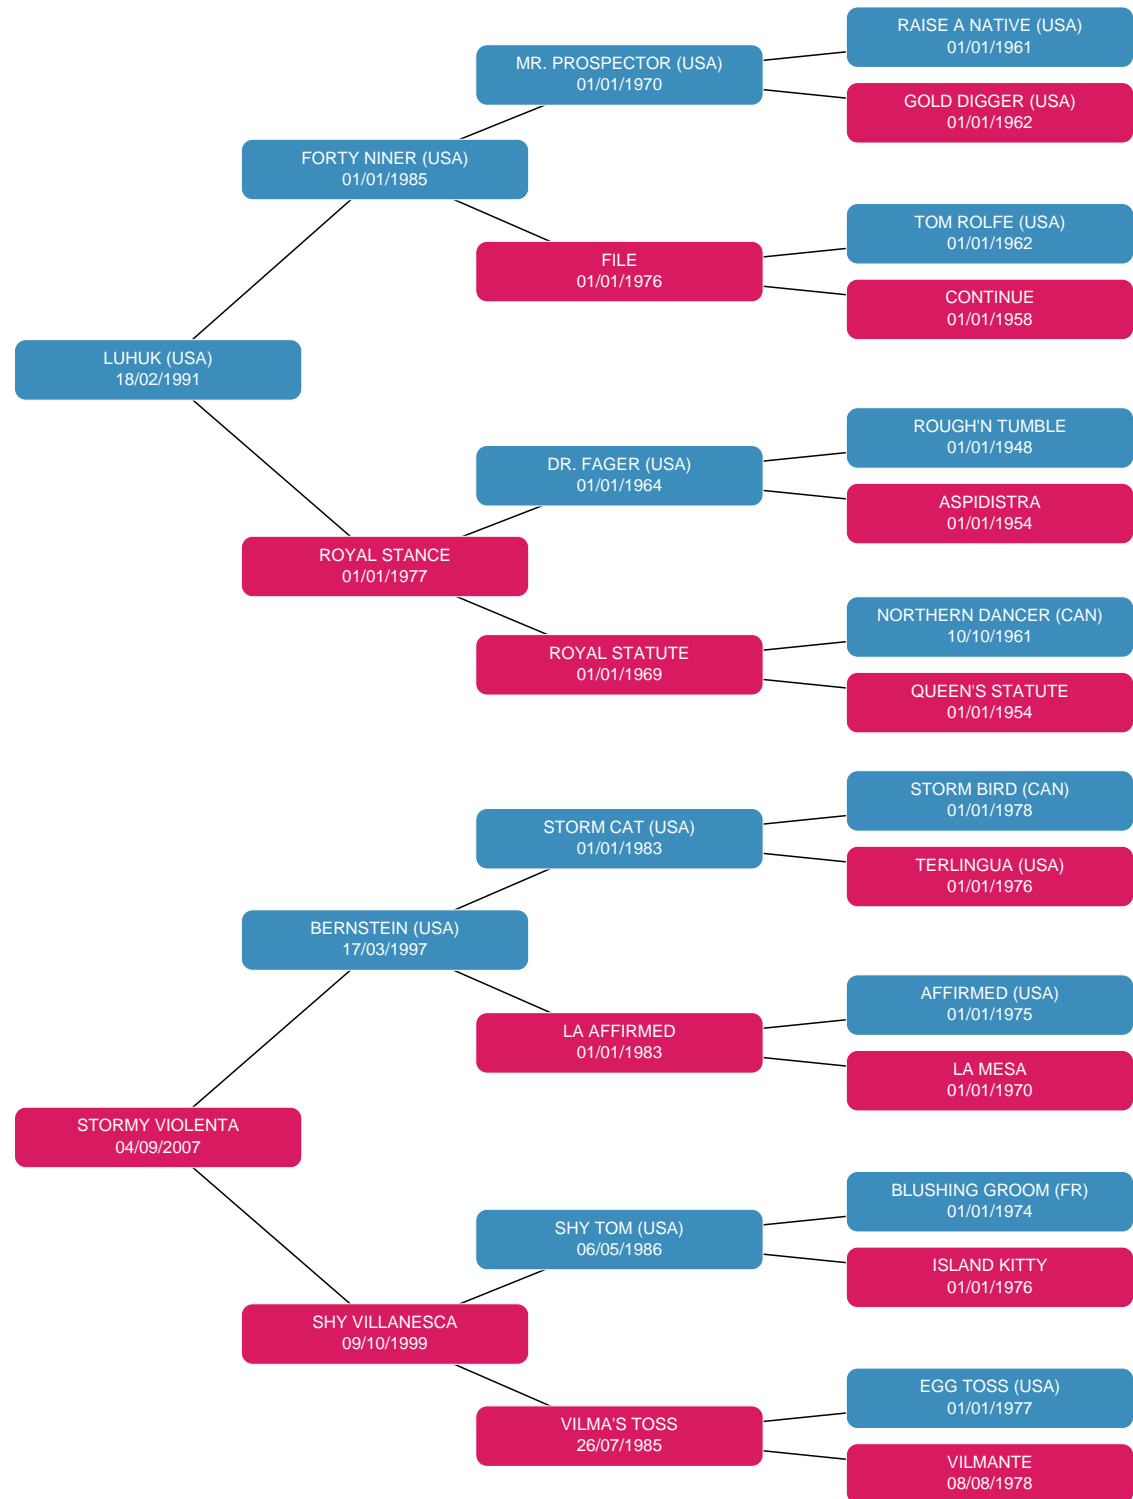 RAISE A NATIVE (USA)
01/01/1961
MR. PROSPECTOR (USA)
01/01/1970
GOLD DIGGER (USA)
01/01/1962
FORTY NINER (USA)
01/01/1985
TOM ROLFE (USA)
01/01/1962
FILE
01/01/1976
CONTINUE
01/01/1958
LUHUK (USA)
18/02/1991
ROUGH'N TUMBLE
01/01/1948
DR. FAGER (USA)
01/01/1964
ASPIDISTRA
01/01/1954
ROYAL STANCE
01/01/1977
NORTHERN DANCER (CAN)
10/10/1961
ROYAL STATUTE
01/01/1969
QUEEN'S STATUTE
01/01/1954
STORM BIRD (CAN)
01/01/1978
STORM CAT (USA)
01/01/1983
TERLINGUA (USA)
01/01/1976
BERNSTEIN (USA)
17/03/1997
AFFIRMED (USA)
01/01/1975
LA AFFIRMED
01/01/1983
LA MESA
01/01/1970
STORMY VIOLENTA
04/09/2007
BLUSHING GROOM (FR)
01/01/1974
SHY TOM (USA)
06/05/1986
ISLAND KITTY
01/01/1976
SHY VILLANESCA
09/10/1999
EGG TOSS (USA)
01/01/1977
VILMA'S TOSS
26/07/1985
VILMANTE
08/08/1978